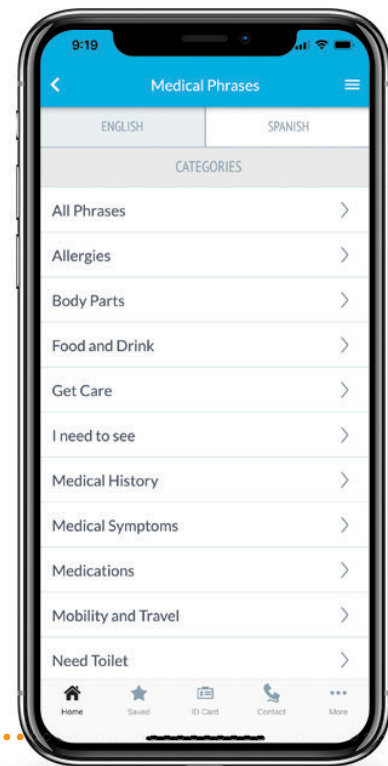 9:19
Medical Phrases
ENGLISH SPANISH
CATEGORIES
All Phrases
Allergies
Body Parts
Food and Drink
Get Care
I need to see
Medical History
Medical Symptoms
Medications
Mobility and Travel
Need Toilet
Home Saved ID Card Contact More